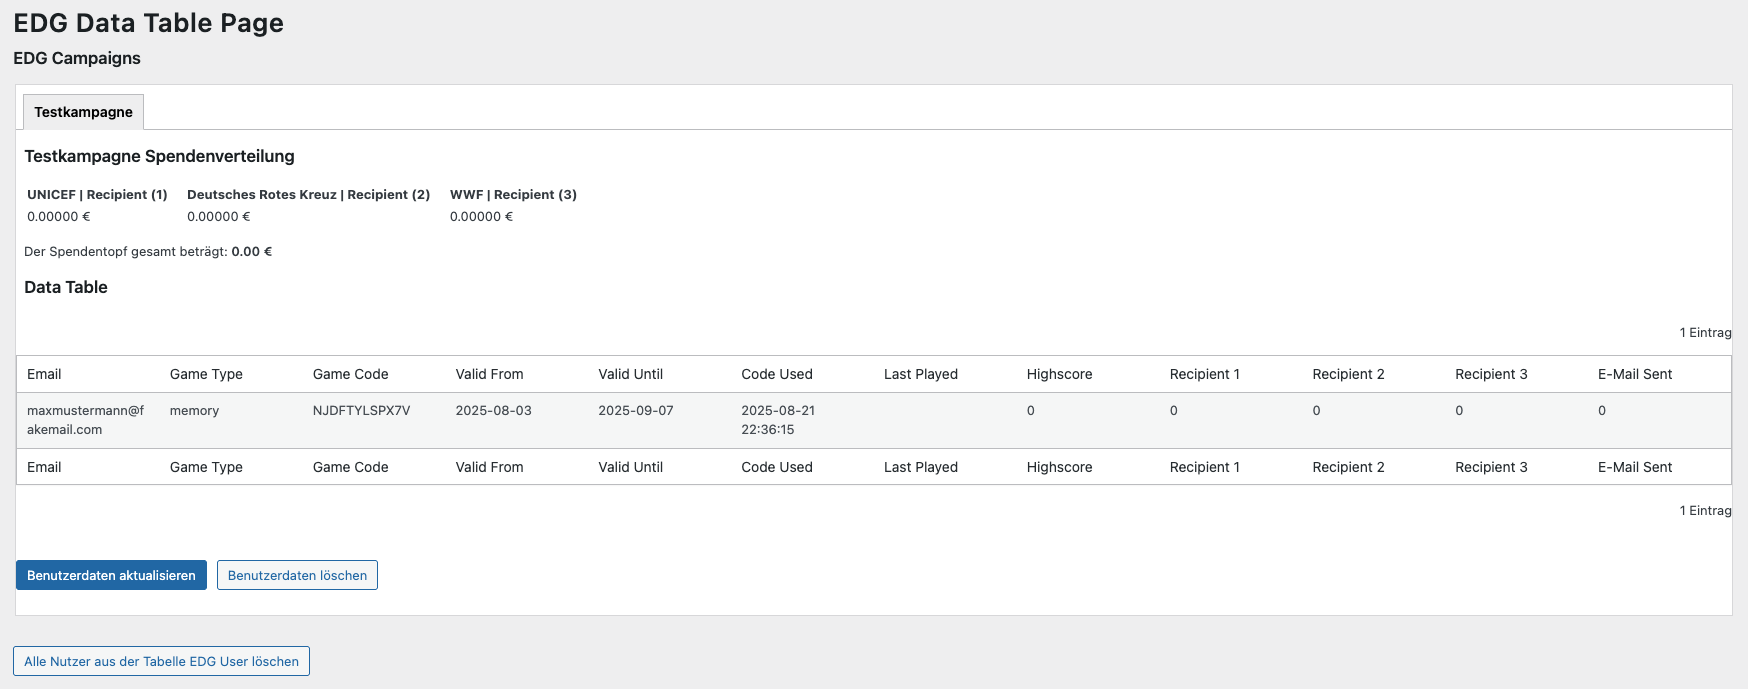 EDG Data Table Page
EDG Campaigns
Testkampagne
Testkampagne Spendenverteilung
UNICEF | Recipient (1) Deutsches Rotes Kreuz | Recipient (2) WWF | Recipient (3)
0.00000 € 0.00000 € 0.00000 €
Der Spendentopf gesamt beträgt: 0.00 €
Data Table
1 Eintrag
Email Game Type Game Code Valid From Valid Until Code Used Last Played Highscore Recipient 1 Recipient 2 Recipient 3 E-Mail Sent
maxmustermann@f memory NJDFTYLSPX7V 2025-08-03 2025-09-07 2025-08-21 0 0 0 0 0
akemail.com 22:36:15
Email Game Type Game Code Valid From Valid Until Code Used Last Played Highscore Recipient 1 Recipient 2 Recipient 3 E-Mail Sent
1 Eintrag
Benutzerdaten aktualisieren Benutzerdaten löschen
Alle Nutzer aus der Tabelle EDG User löschen